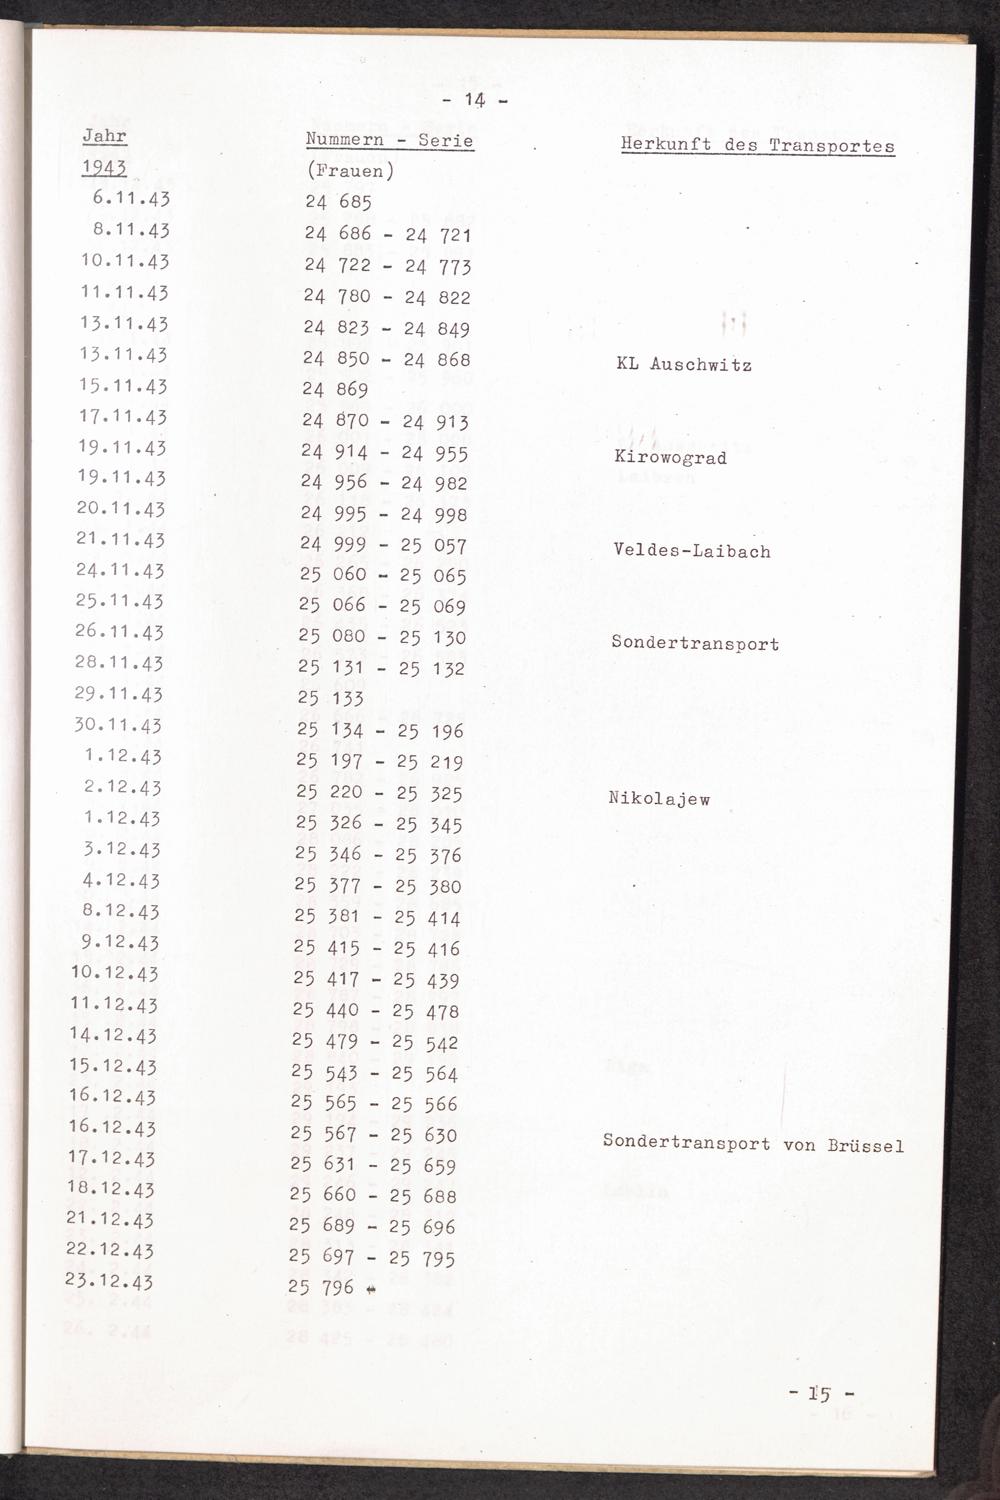 - 14 -
Jahr Nummern - Serie Herkunft des Transportes
1943 (Frauen)
6.11.43 24 685
8.11.43 24 686 - 24 721
10.11.43 24 722 - 24 773
11.11.43 24 780 - 24 822
13.11.43 24 823 - 24 849
13.11.43 24 850 - 24 868 KL Auschwitz
15.11.43 24 869
17.11.43 24 870 - 24 913
19.11.43 24 914 - 24 955 Kirowograd
19.11.43 24 956 - 24 982
20.11.43 24 995 - 24 998
21.11.43 24 999 - 25 057 Veldes-Laibach
24.11.43 25 060 - 25 065
25.11.43 25 066 - 25 069
26.11.43 25 080 - 25 130 Sondertransport
28.11.43 25 131 - 25 132
29.11.43 25 133
30.11.43 25 134 - 25 196
1.12.43 25 197 - 25 219
2.12.43 25 220 - 25 325 Nikolajew
1.12.43 25 326 - 25 345
3.12.43 25 346 - 25 376
4.12.43 25 377 - 25 380
8.12.43 25 381 - 25 414
9.12.43 25 415 - 25 416
10.12.43 25 417 - 25 439
11.12.43 25 440 - 25 478
14.12.43 25 479 - 25 542
15.12.43 25 543 - 25 564
16.12.43 25 565 - 25 566
16.12.43 25 567 - 25 630 Sondertransport von Brüssel
17.12.43 25 631 - 25 659
18.12.43 25 660 - 25 688
21.12.43 25 689 - 25 696
22.12.43 25 697 - 25 795
23.12.43 25 796
- 15 -